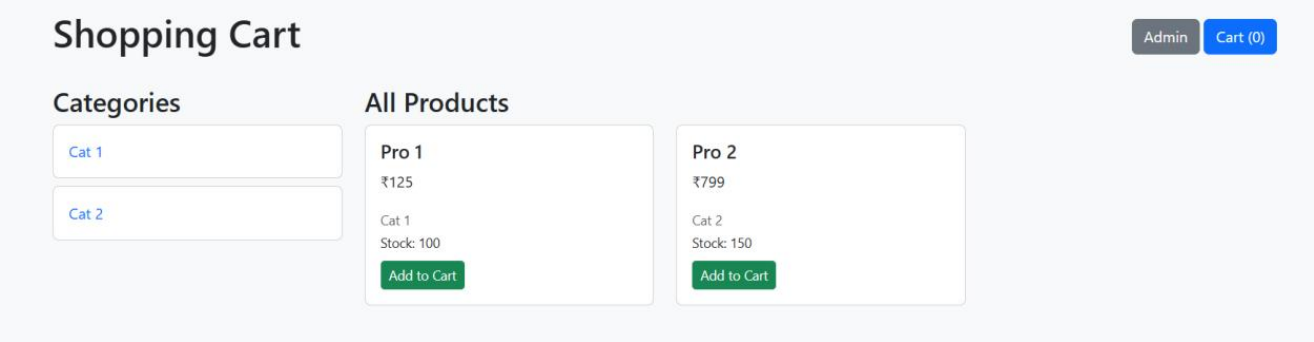 Shopping Cart
Admin
Cart (0)
Categories
Cat 1
Cat 2
All Products
Pro 1
₹125
Cat 1
Stock: 100
Add to Cart
Pro 2
₹799
Cat 2
Stock: 150
Add to Cart